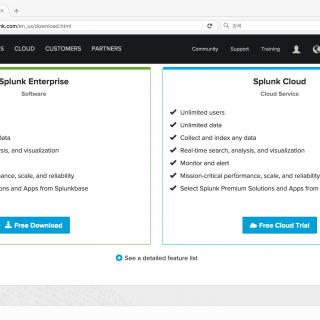 nk.com/en_us/download.html
검색
S CLOUD CUSTOMERS PARTNERS Community Support Training
Splunk Enterprise
Software
data
sis, and visualization
mance, scale, and reliability
ons and Apps from Splunkbase
Free Download
Splunk Cloud
Cloud Service
Unlimited users
Unlimited data
Collect and index any data
Real-time search, analysis, and visualization
Monitor and alert
Mission-critical performance, scale, and reliability
Select Splunk Premium Solutions and Apps from
Free Cloud Trial
See a detailed feature list